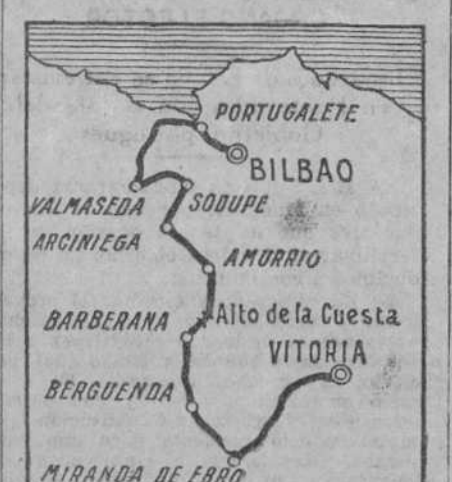 PORTUGALETE
BILBAO
VALMASEDA
SODUPE
ARCINIEGA
AMURRIO
BARBERANA
Alto de la Cuesta
VITORIA
BERGUENDA
MIRANDA DE EBRO